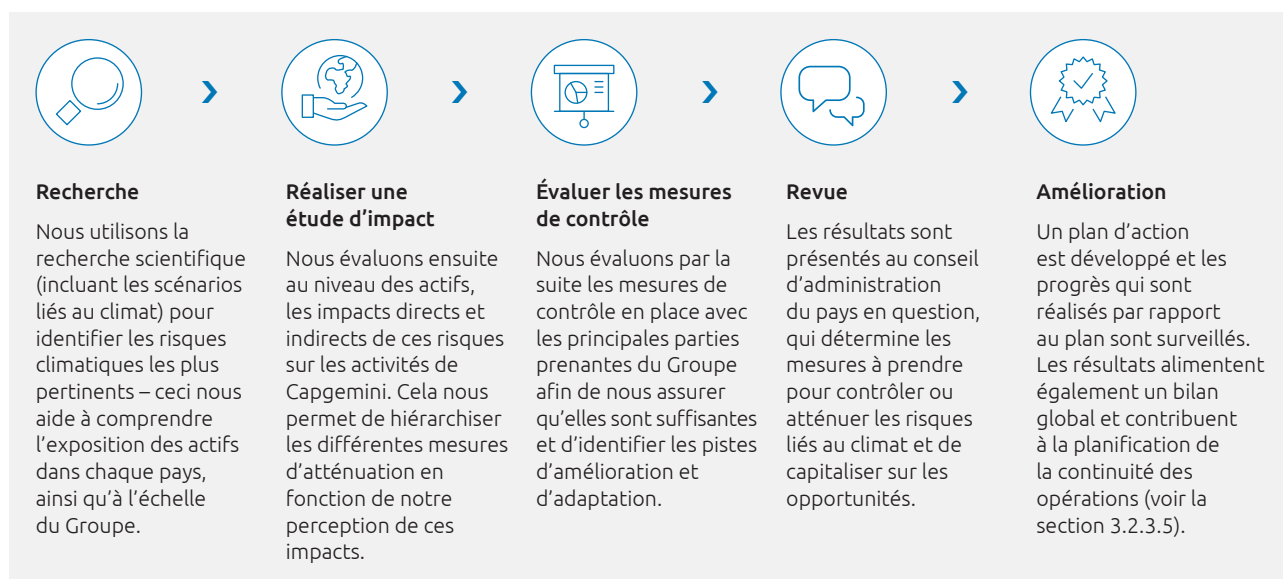 Recherche
Nous utilisons la
recherche scientifique
(incluant les scénarios
liés au climat) pour
identifier les risques
climatiques les plus
pertinents – ceci nous
aide à comprendre
l’exposition des actifs
dans chaque pays,
ainsi qu’à l’échelle
du Groupe.
Réaliser une
étude d’impact
Nous évaluons ensuite
au niveau des actifs,
les impacts directs et
indirects de ces risques
sur les activités de
Capgemini. Cela nous
permet de hiérarchiser
les différentes mesures
d’atténuation en
fonction de notre
perception de ces
impacts.
Évaluer les mesures
de contrôle
Nous évaluons par la
suite les mesures de
contrôle en place avec
les principales parties
prenantes du Groupe
afin de nous assurer
qu’elles sont suffisantes
et d’identifier les pistes
d’amélioration et
d’adaptation.
Revue
Les résultats sont
présentés au conseil
d’administration
du pays en question,
qui détermine les
mesures à prendre
pour contrôler ou
atténuer les risques
liés au climat et de
capitaliser sur les
opportunités.
Amélioration
Un plan d’action
est développé et les
progrès qui sont
réalisés par rapport
au plan sont surveillés.
Les résultats alimentent
également un bilan
global et contribuent
à la planification de
la continuité des
opérations (voir la
section 3.2.3.5).